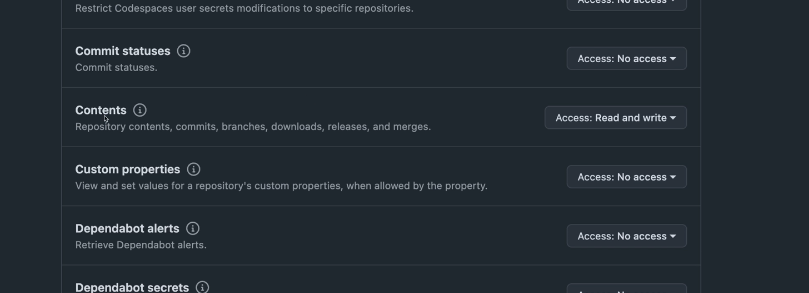 Restrict Codespaces user secrets modifications to specific repositories.
Access: No access
Commit statuses
Commit statuses.
Access: No access
Contents
Repository contents, commits, branches, downloads, releases, and merges.
Access: Read and write
Custom properties
View and set values for a repository's custom properties, when allowed by the property.
Access: No access
Dependabot alerts
Retrieve Dependabot alerts.
Access: No access
Dependabot secrets